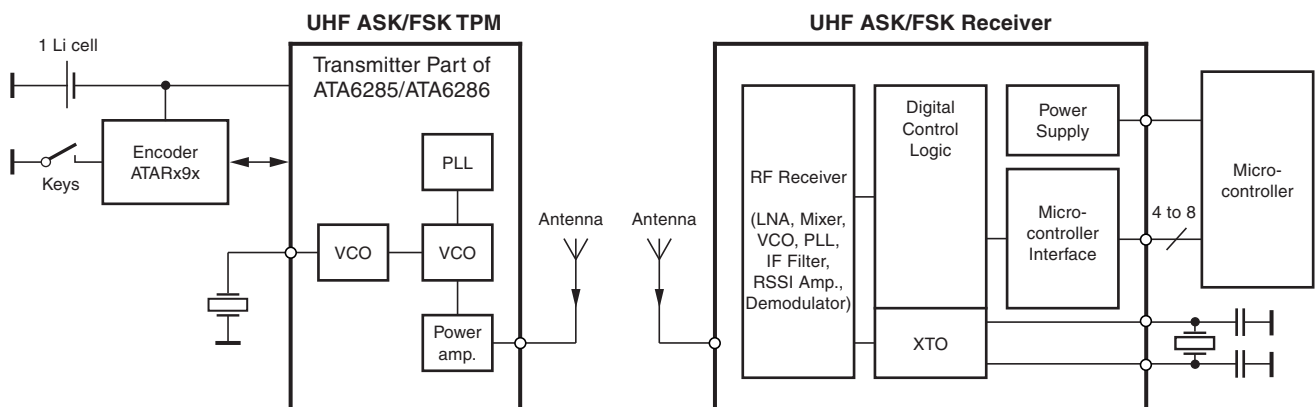 UHF ASK/FSK TPM
1 Li cell
Transmitter Part of
ATA6285/ATA6286
Encoder
ATARx9x
Keys
PLL
VCO
VCO
Power
amp.
Antenna
Antenna
UHF ASK/FSK Receiver
RF Receiver
(LNA, Mixer,
VCO, PLL,
IF Filter,
RSSI Amp.,
Demodulator)
Digital
Control
Logic
XTO
Power
Supply
Micro-
controller
Interface
4 to 8
Micro-
controller